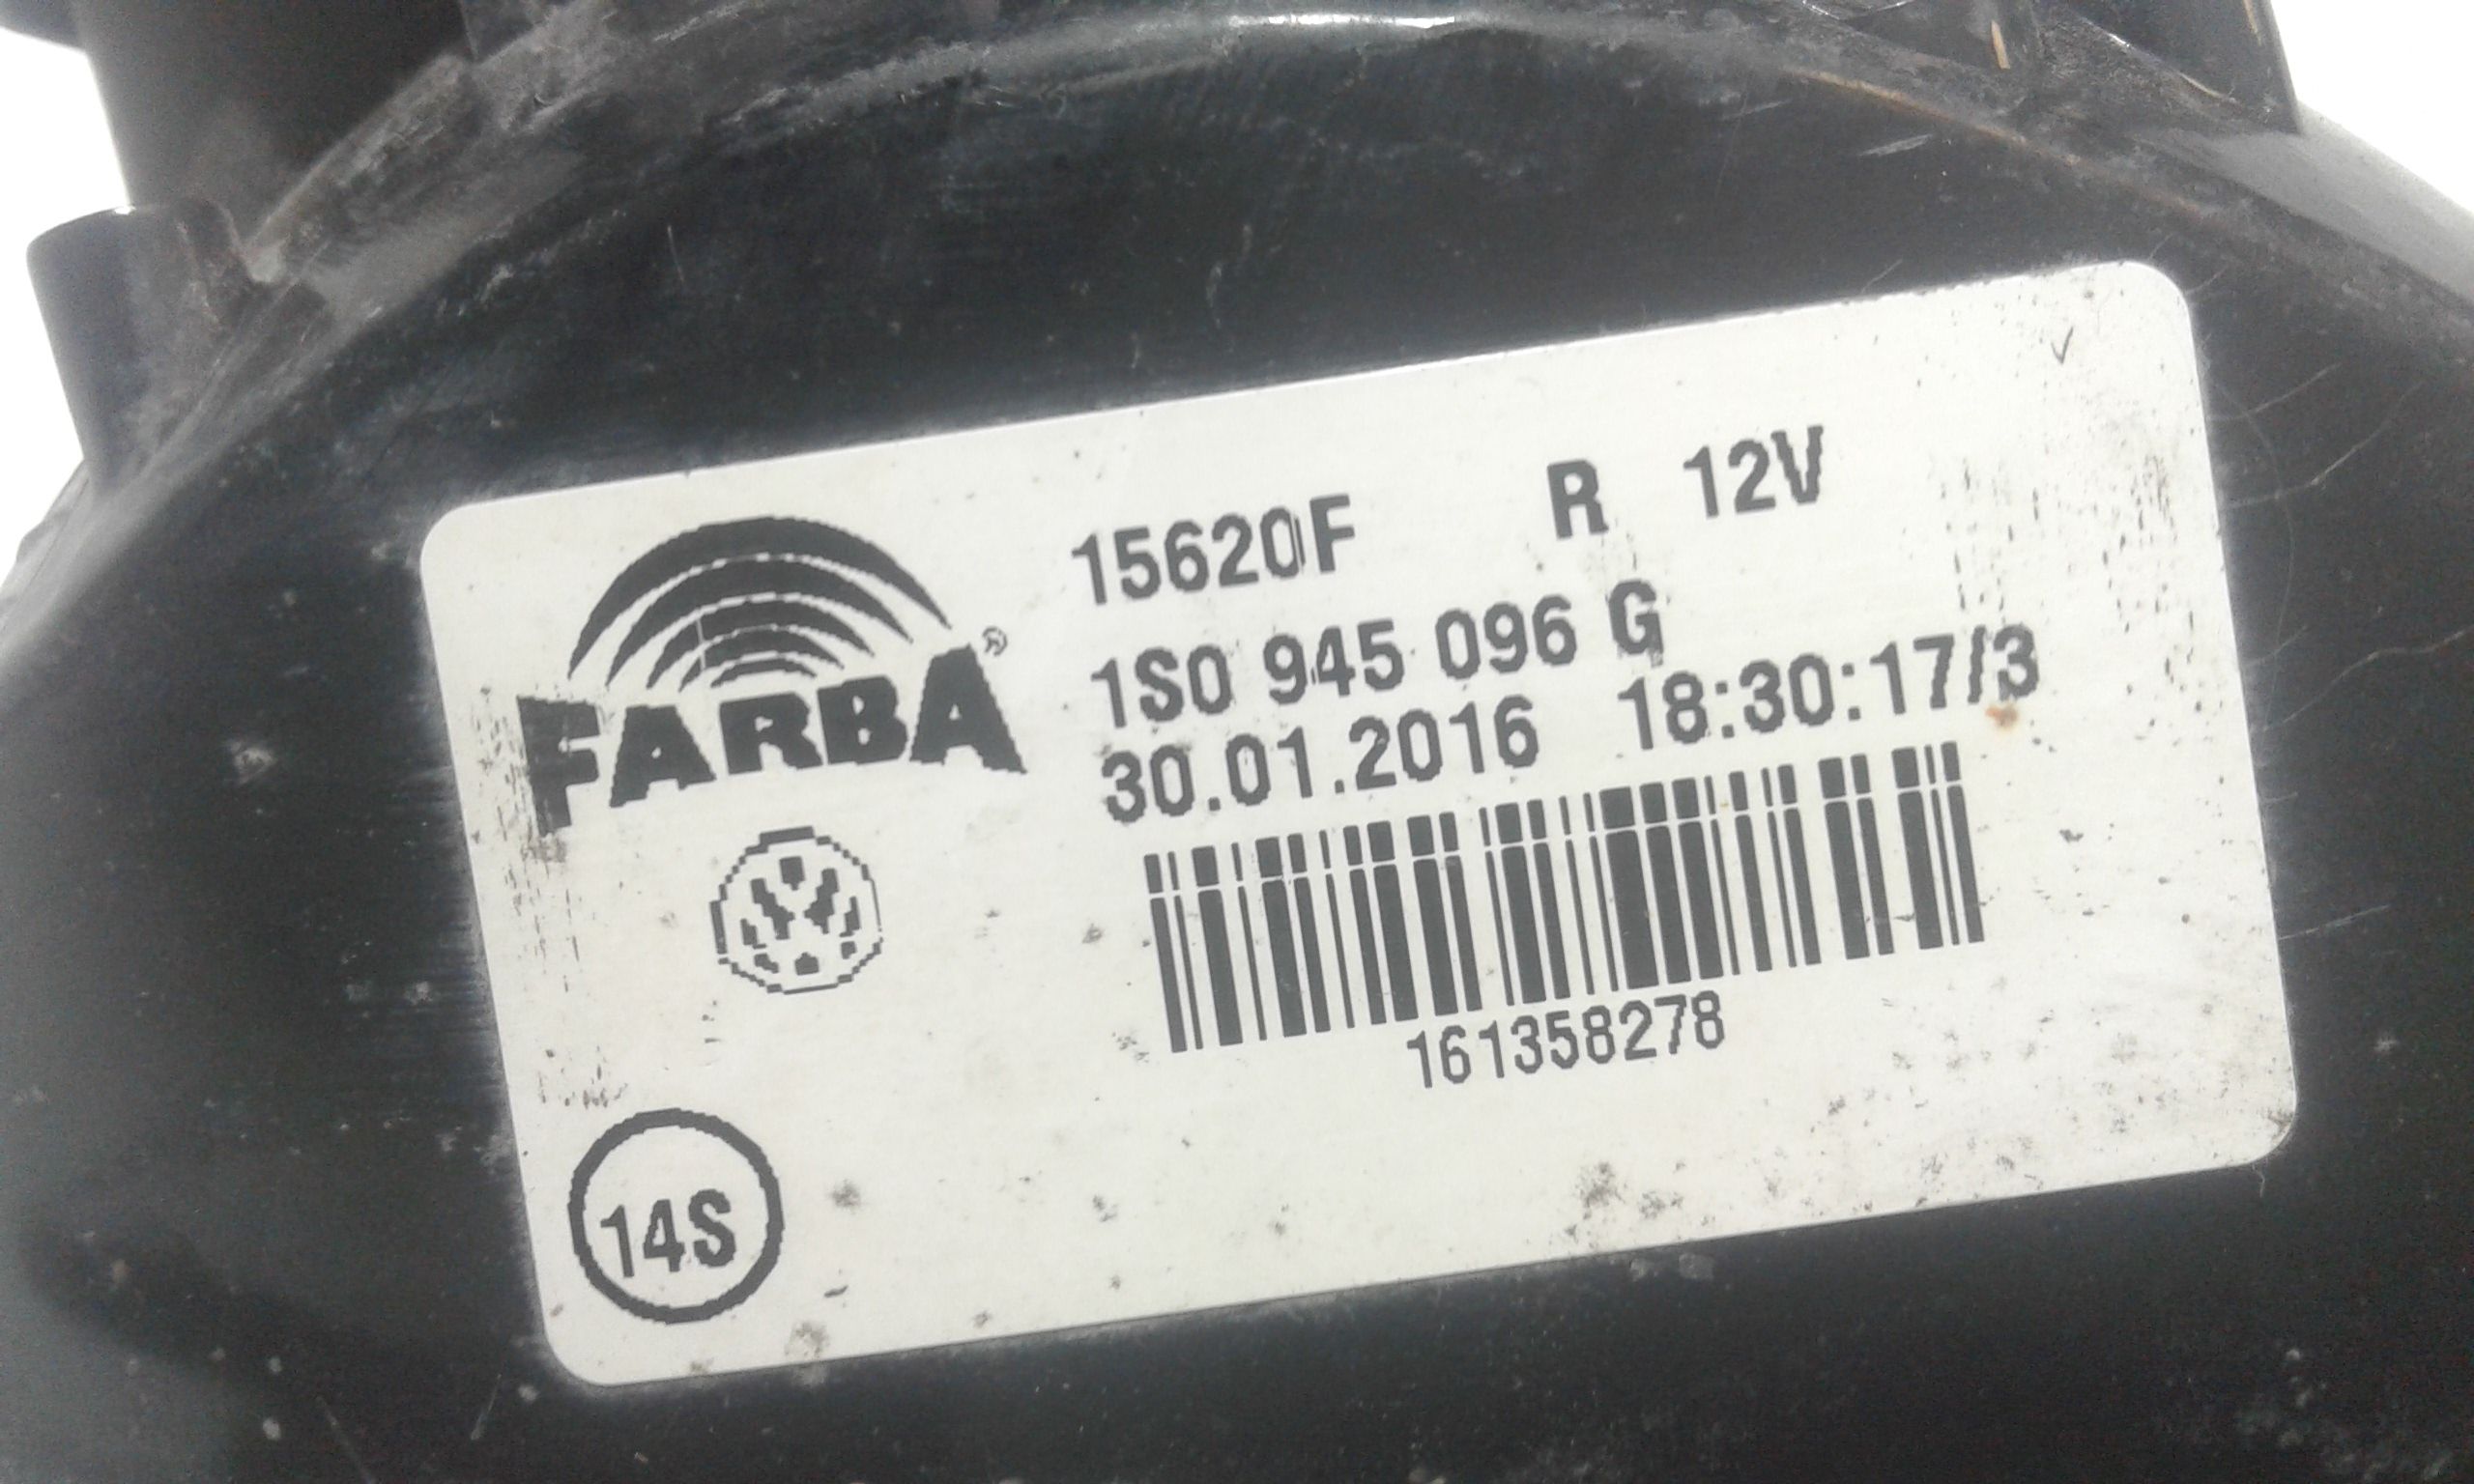 15620F R 12V
FARBA®
1S0 945 096 G
30.01.2016 18:30:17/3
161358278
14S